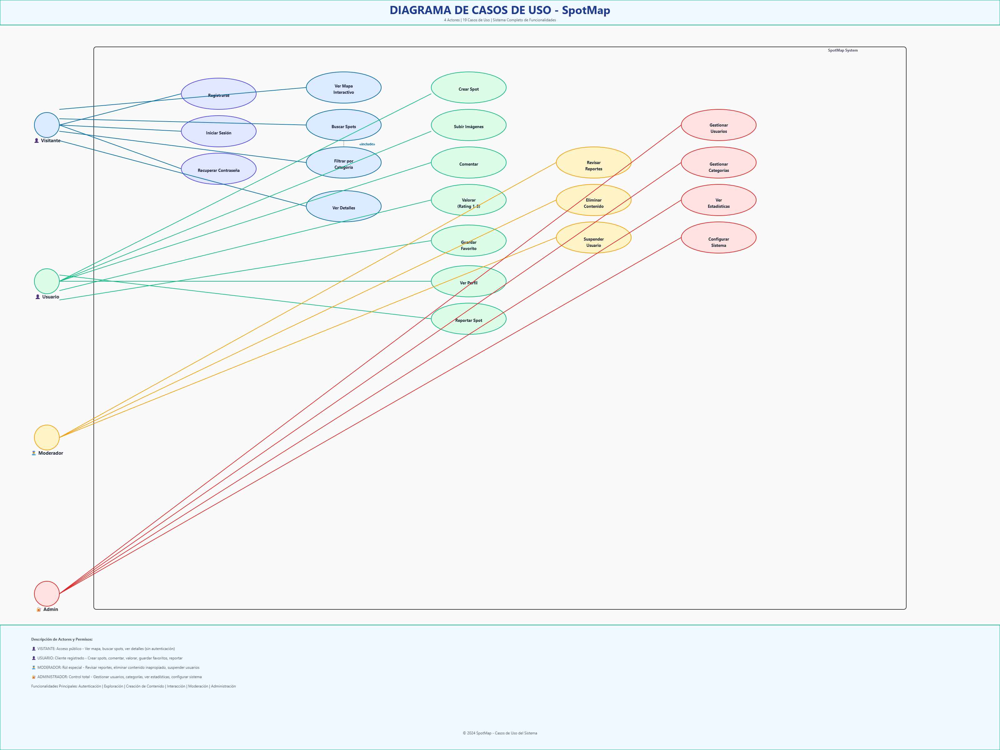 DIAGRAMA DE CASOS DE USO - SpotMap
4 Actores | 19 Casos de Uso | Sistema Completo de Funcionalidades
SpotMap System
Registrarse
Iniciar Sesión
Recuperar Contraseña
Ver Mapa
Interactivo
Buscar Spots
«include»
Filtrar por
Categoría
Ver Detalles
Crear Spot
Subir Imágenes
Comentar
Valorar
(Rating 1-5)
Guardar
Favorito
Ver Perfil
Reportar Spot
Revisar
Reportes
Eliminar
Contenido
Suspender
Usuario
Gestionar
Usuarios
Gestionar
Categorías
Ver
Estadísticas
Configurar
Sistema
👤 Visitante
👤 Usuario
👮 Moderador
🔐 Admin
Descripción de Actores y Permisos:
👤 VISITANTE: Acceso público - Ver mapa, buscar spots, ver detalles (sin autenticación)
👤 USUARIO: Cliente registrado - Crear spots, comentar, valorar, guardar favoritos, reportar
👮 MODERADOR: Rol especial - Revisar reportes, eliminar contenido inapropiado, suspender usuarios
🔐 ADMINISTRADOR: Control total - Gestionar usuarios, categorías, ver estadísticas, configurar sistema
Funcionalidades Principales: Autenticación | Exploración | Creación de Contenido | Interacción | Moderación | Administración
© 2024 SpotMap - Casos de Uso del Sistema